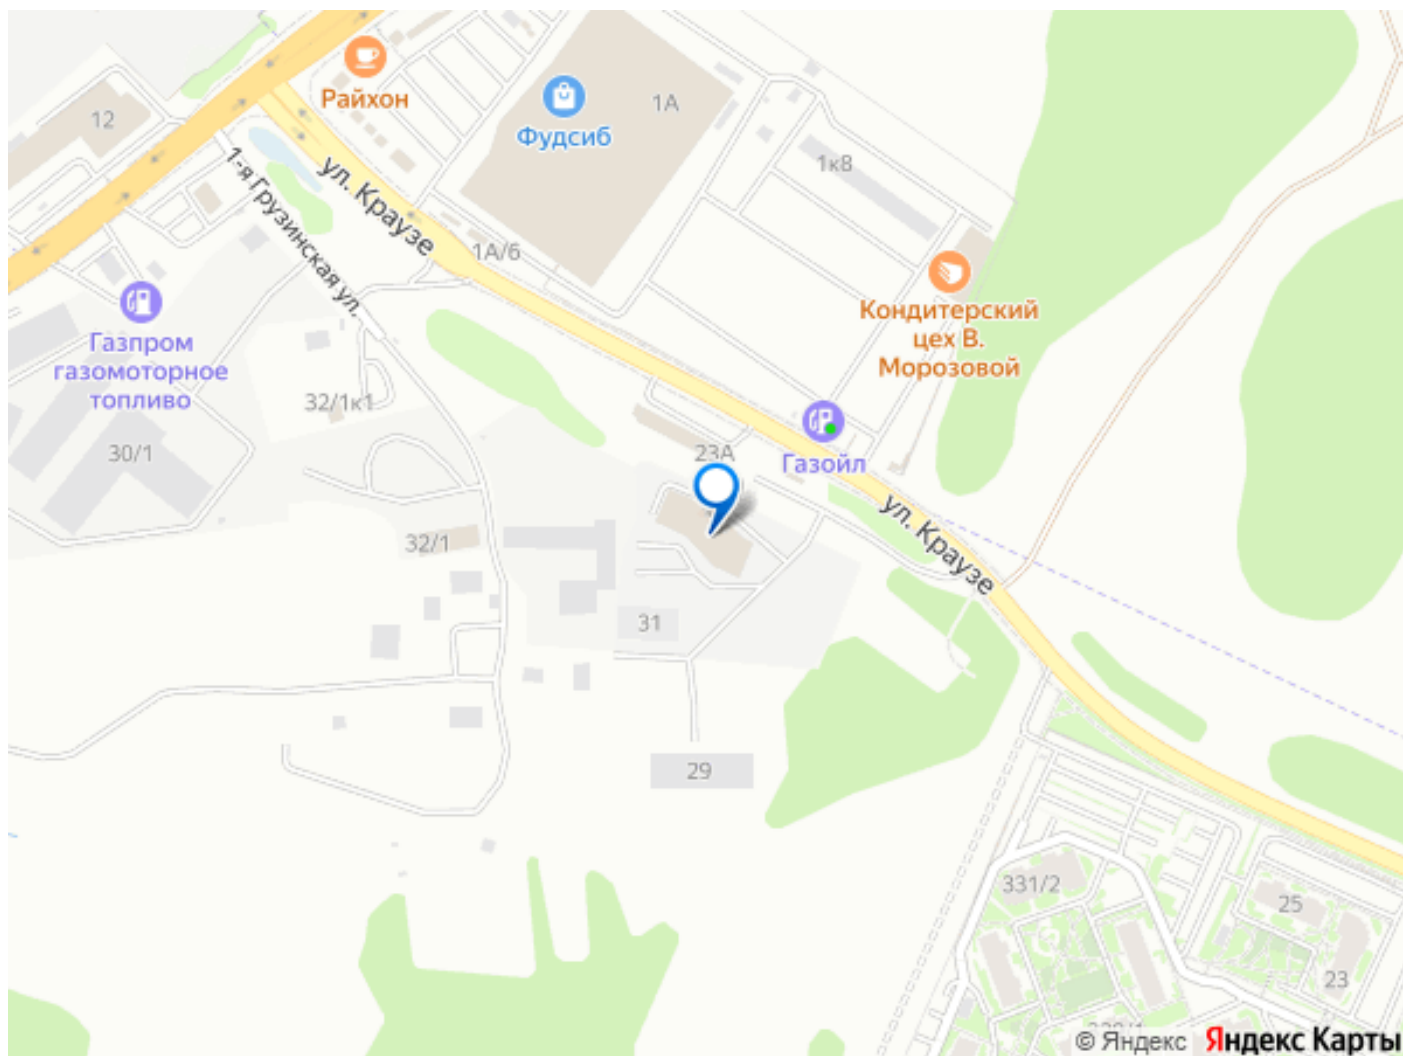 12
Райхон
Фудсиб
1А
1-я Грузинская ул.
ул. Краузе
1к8
1А/6
Кондитерский
цех В.
Морозовой
Газпром
газомоторное
топливо
32/1к1
30/1
23А
Газойл
ул. Краузе
32/1
31
29
331/2
25
23
© Яндекс Яндекс Карты